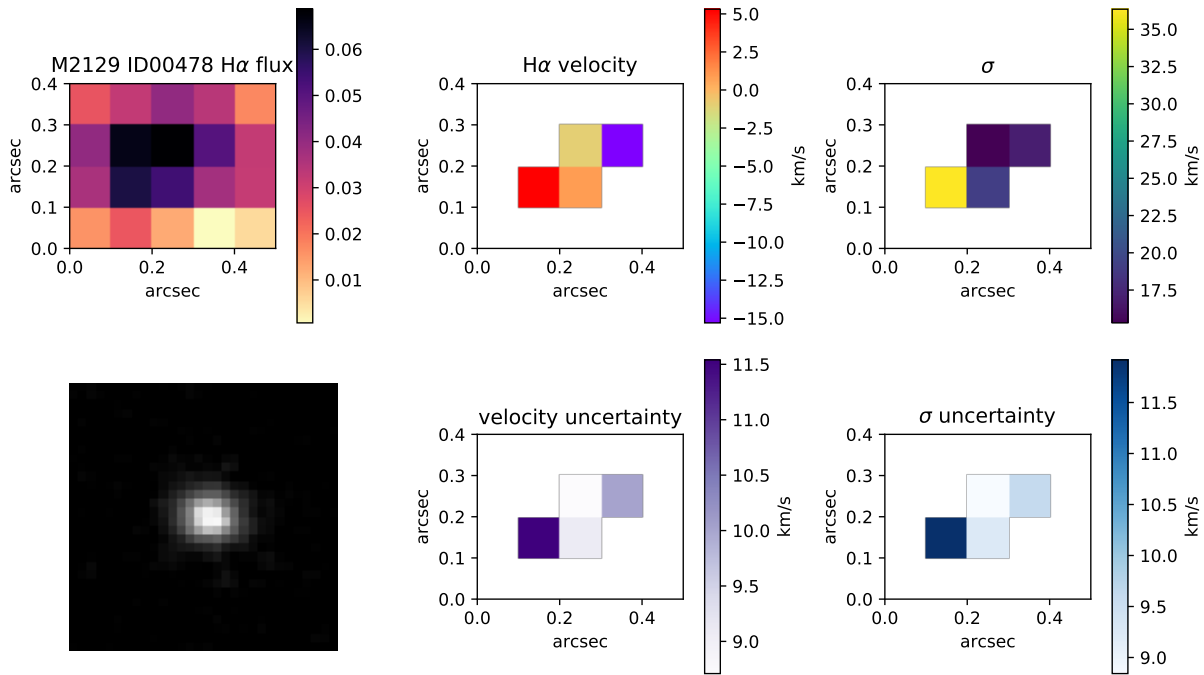 M2129 ID00478 Hα flux
0.4
0.3
0.2
0.1
0.0
arcsec
0.0 0.2 0.4
arcsec
0.06
0.05
0.04
0.03
0.02
0.01
Hα velocity
0.4
0.3
0.2
0.1
0.0
arcsec
0.0 0.2 0.4
arcsec
5.0
2.5
0.0
−2.5
−5.0
−7.5
−10.0
−12.5
−15.0
km/s
σ
0.4
0.3
0.2
0.1
0.0
arcsec
0.0 0.2 0.4
arcsec
35.0
32.5
30.0
27.5
25.0
22.5
20.0
17.5
km/s
velocity uncertainty
0.4
0.3
0.2
0.1
0.0
arcsec
0.0 0.2 0.4
arcsec
11.5
11.0
10.5
10.0
9.5
9.0
km/s
σ uncertainty
0.4
0.3
0.2
0.1
0.0
arcsec
0.0 0.2 0.4
arcsec
11.5
11.0
10.5
10.0
9.5
9.0
km/s